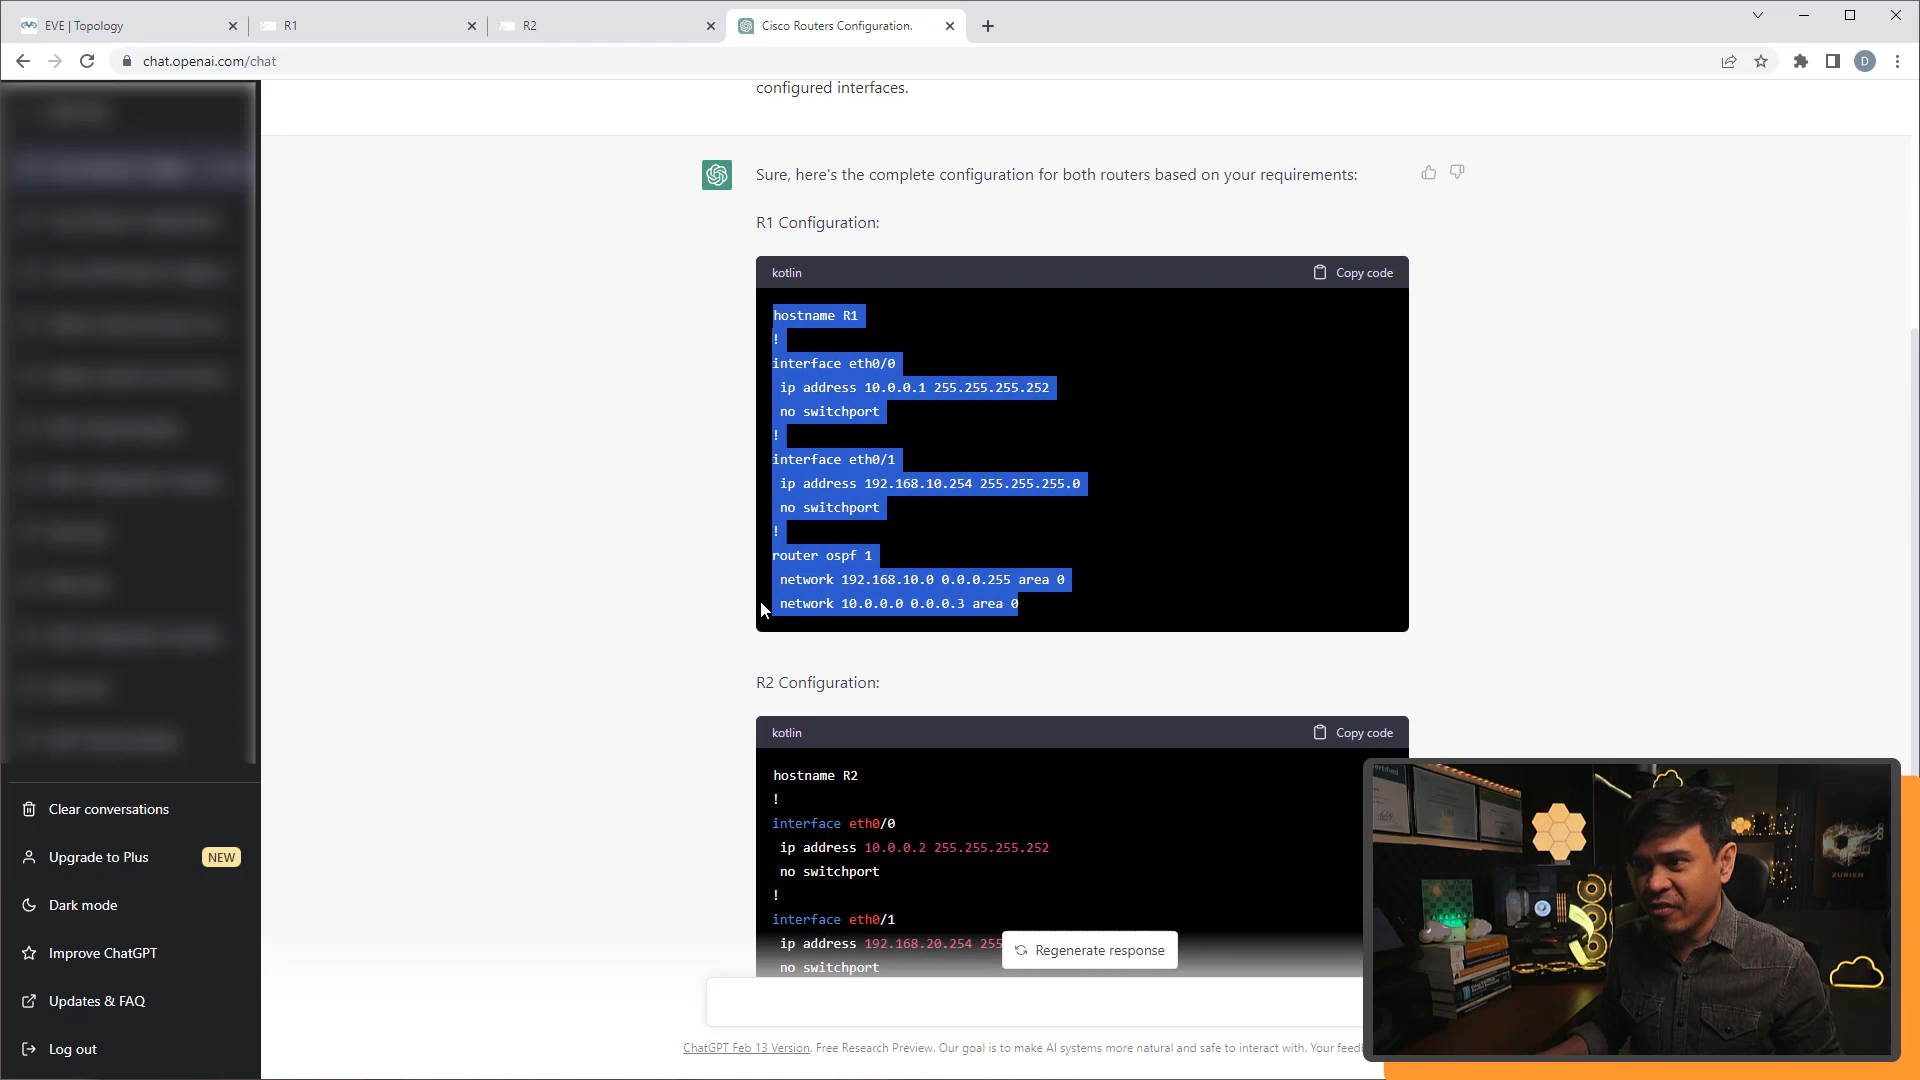 EVE | Topology
R1
R2
Cisco Routers Configuration.
chat.openai.com/chat
D
configured interfaces.
Sure, here's the complete configuration for both routers based on your requirements:
R1 Configuration:
kotlin
Copy code
hostname R1
!
interface eth0/0
ip address 10.0.0.1 255.255.255.252
no switchport
!
interface eth0/1
ip address 192.168.10.254 255.255.255.0
no switchport
!
router ospf 1
network 192.168.10.0 0.0.0.255 area 0
network 10.0.0.0 0.0.0.3 area 0
R2 Configuration:
kotlin
Copy code
hostname R2
!
interface eth0/0
ip address 10.0.0.2 255.255.255.252
no switchport
!
interface eth0/1
ip address 192.168.20.254 255
no switchport
Regenerate response
ChatGPT Feb 13 Version. Free Research Preview. Our goal is to make AI systems more natural and safe to interact with. Your
Clear conversations
Upgrade to Plus NEW
Dark mode
Improve ChatGPT
Updates & FAQ
Log out
ZURIEN